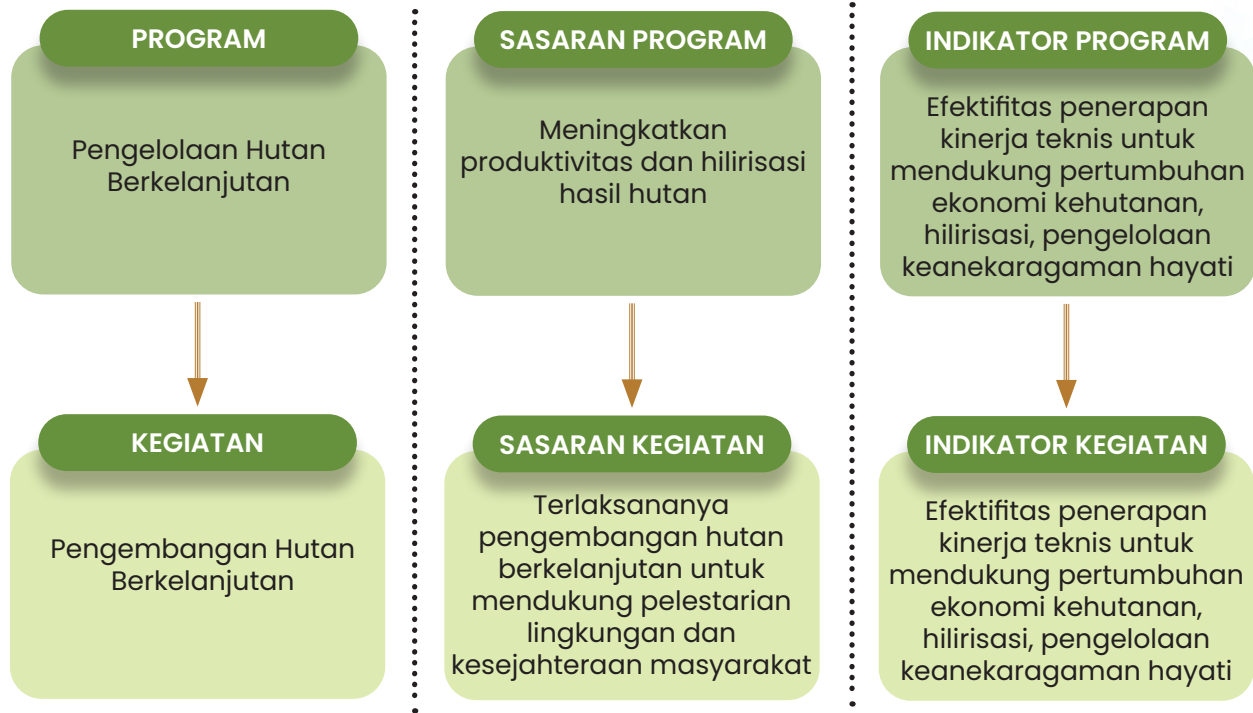 PROGRAM
Pengelolaan Hutan
Berkelanjutan
SASARAN PROGRAM
Meningkatkan
produktivitas dan hilirisasi
hasil hutan
INDIKATOR PROGRAM
Efektifitas penerapan
kinerja teknis untuk
mendukung pertumbuhan
ekonomi kehutanan,
hilirisasi, pengelolaan
keanekaragaman hayati
KEGIATAN
Pengembangan Hutan
Berkelanjutan
SASARAN KEGIATAN
Terlaksananya
pengembangan hutan
berkelanjutan untuk
mendukung pelestarian
lingkungan dan
kesejahteraan masyarakat
INDIKATOR KEGIATAN
Efektifitas penerapan
kinerja teknis untuk
mendukung pertumbuhan
ekonomi kehutanan,
hilirisasi, pengelolaan
keanekaragaman hayati